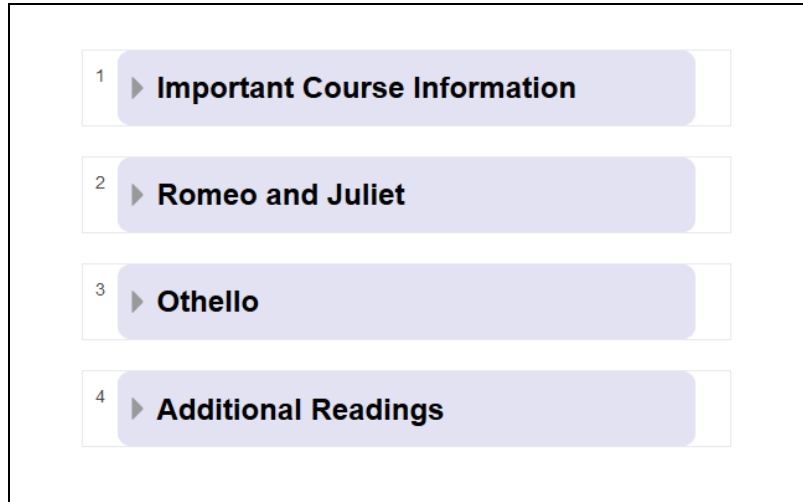 1 Important Course Information
2 Romeo and Juliet
3 Othello
4 Additional Readings